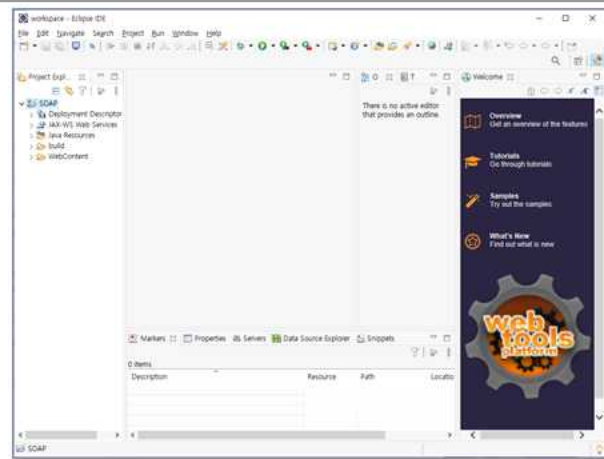 workspace - Eclipse IDE
File Edit Navigate Search Project Run Window Help
Project Expl...
SOAP
Deployment Descriptor
JAX-WS Web Services
Java Resources
build
WebContent
O
T
There is no active editor
that provides an outline.
Welcome
Overview
Get an overview of the features
Tutorials
Go through tutorials
Samples
Try out the samples
What's New
Find out what is new
web
tools
platform
Markers Properties Servers Data Source Explorer Snippets
0 items
Description Resource Path Locatio
SOAP